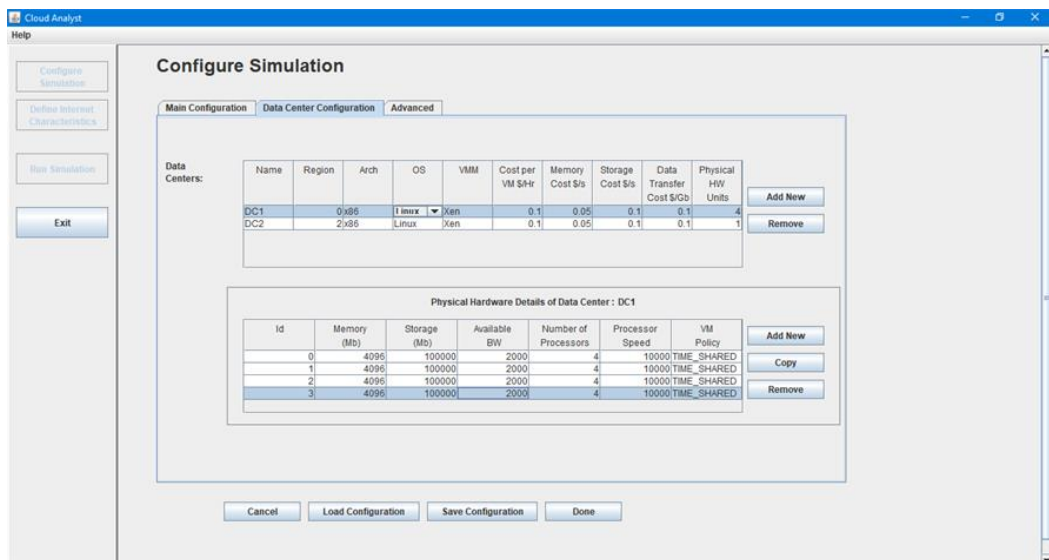 Cloud Analyst
Help
Configure Simulation
Define Internet Characteristics
Run Simulation
Exit
Configure Simulation
Main Configuration Data Center Configuration Advanced
Data Centers:
Name Region Arch OS VMM Cost per VM $/Hr Memory Cost $/s Storage Cost $/s Data Transfer Cost $/Gb Physical HW Units
DC1 0 x86 Linux Xen 0.1 0.05 0.1 0.1 4
DC2 2 x86 Linux Xen 0.1 0.05 0.1 0.1 1
Add New
Remove
Physical Hardware Details of Data Center : DC1
Id Memory (Mb) Storage (Mb) Available BW Number of Processors Processor Speed VM Policy
0 4096 100000 2000 4 10000 TIME_SHARED
1 4096 100000 2000 4 10000 TIME_SHARED
2 4096 100000 2000 4 10000 TIME_SHARED
3 4096 100000 2000 4 10000 TIME_SHARED
Add New
Copy
Remove
Cancel Load Configuration Save Configuration Done